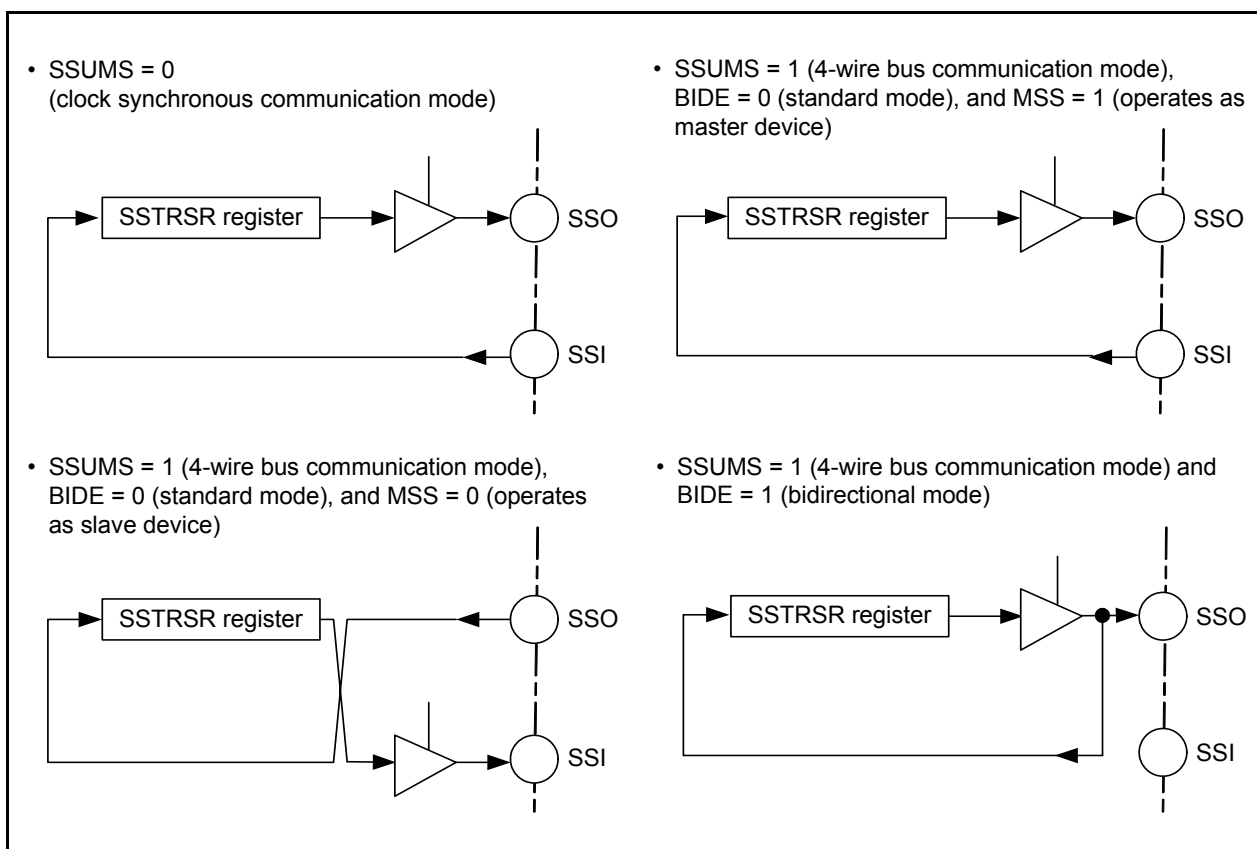 • SSUMS = 0
(clock synchronous communication mode)
SSTRSR register
SSO
SSI
• SSUMS = 1 (4-wire bus communication mode),
BIDE = 0 (standard mode), and MSS = 1 (operates as
master device)
SSTRSR register
SSO
SSI
• SSUMS = 1 (4-wire bus communication mode),
BIDE = 0 (standard mode), and MSS = 0 (operates
as slave device)
SSTRSR register
SSO
SSI
• SSUMS = 1 (4-wire bus communication mode) and
BIDE = 1 (bidirectional mode)
SSTRSR register
SSO
SSI